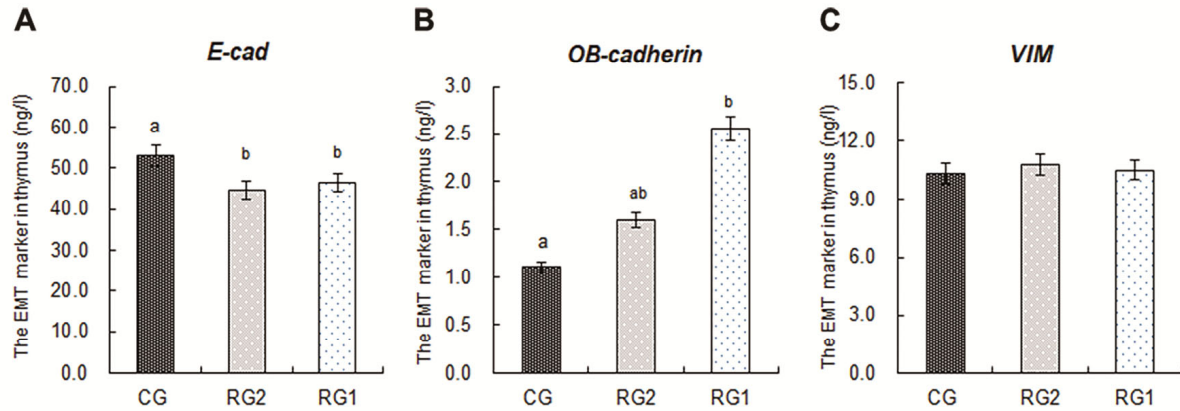 A
E-cad
The EMT marker in thymus (ng/l)
70.0
60.0
50.0
40.0
30.0
20.0
10.0
0.0
a
b
b
CG
RG2
RG1
B
OB-cadherin
The EMT marker in thymus (ng/l)
3.0
2.5
2.0
1.5
1.0
0.5
0.0
a
ab
b
CG
RG2
RG1
C
VIM
The EMT marker in thymus (ng/l)
15.0
12.0
9.0
6.0
3.0
0.0
CG
RG2
RG1